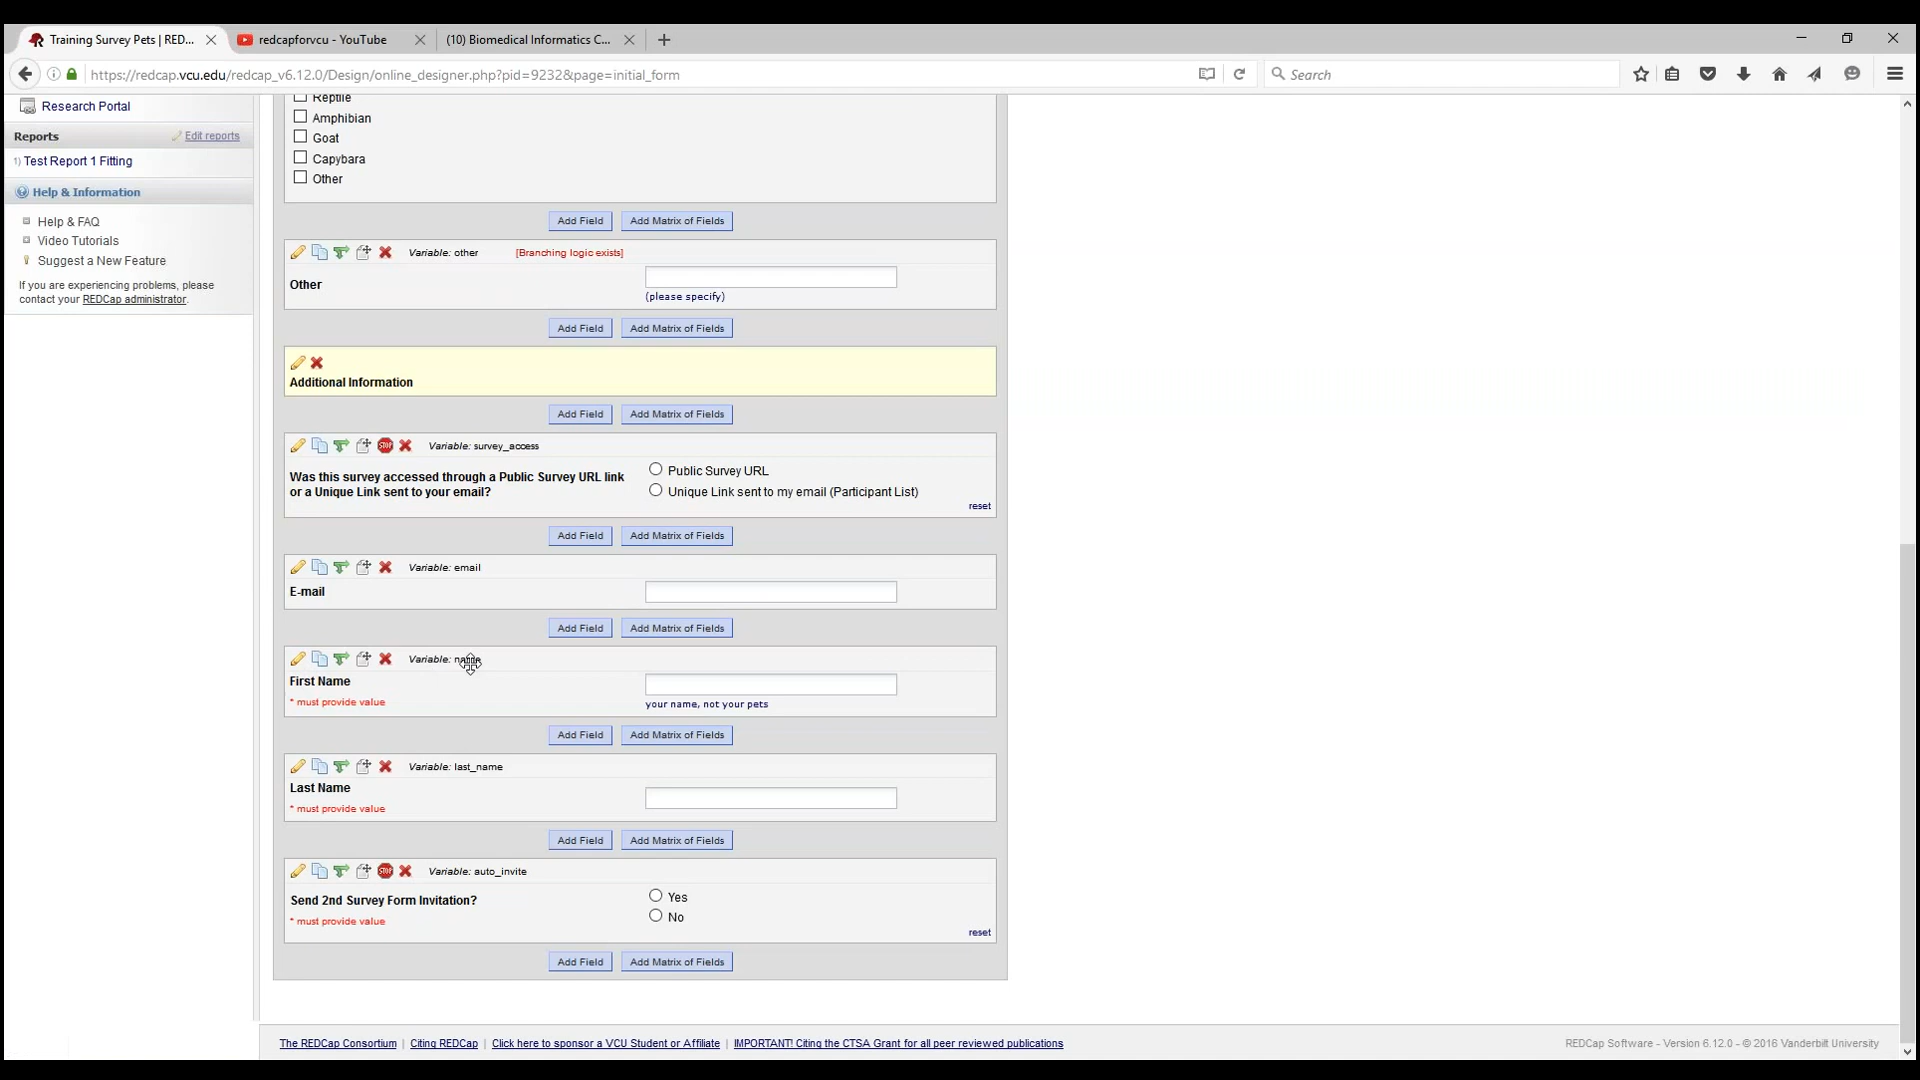 Training Survey Pets | RED...
redcapforvcu - YouTube
(10) Biomedical Informatics C...
https://redcap.vcu.edu/redcap_v6.12.0/Design/online_designer.php?pid=9232&page=initial_form
Search
Research Portal
Reports
Edit reports
1) Test Report 1 Fitting
Help & Information
Help & FAQ
Video Tutorials
Suggest a New Feature
If you are experiencing problems, please
contact your REDCap administrator.
Reptile
Amphibian
Goat
Capybara
Other
Add Field Add Matrix of Fields
Variable: other [Branching logic exists]
Other
(please specify)
Add Field Add Matrix of Fields
Additional Information
Add Field Add Matrix of Fields
STOP Variable: survey_access
Was this survey accessed through a Public Survey URL link
or a Unique Link sent to your email?
Public Survey URL
Unique Link sent to my email (Participant List)
reset
Add Field Add Matrix of Fields
Variable: email
E-mail
Add Field Add Matrix of Fields
Variable: name
First Name
* must provide value
your name, not your pets
Add Field Add Matrix of Fields
Variable: last_name
Last Name
* must provide value
Add Field Add Matrix of Fields
STOP Variable: auto_invite
Send 2nd Survey Form Invitation?
* must provide value
Yes
No
reset
Add Field Add Matrix of Fields
The REDCap Consortium | Citing REDCap | Click here to sponsor a VCU Student or Affiliate | IMPORTANT! Citing the CTSA Grant for all peer reviewed publications
REDCap Software - Version 6.12.0 - © 2016 Vanderbilt University